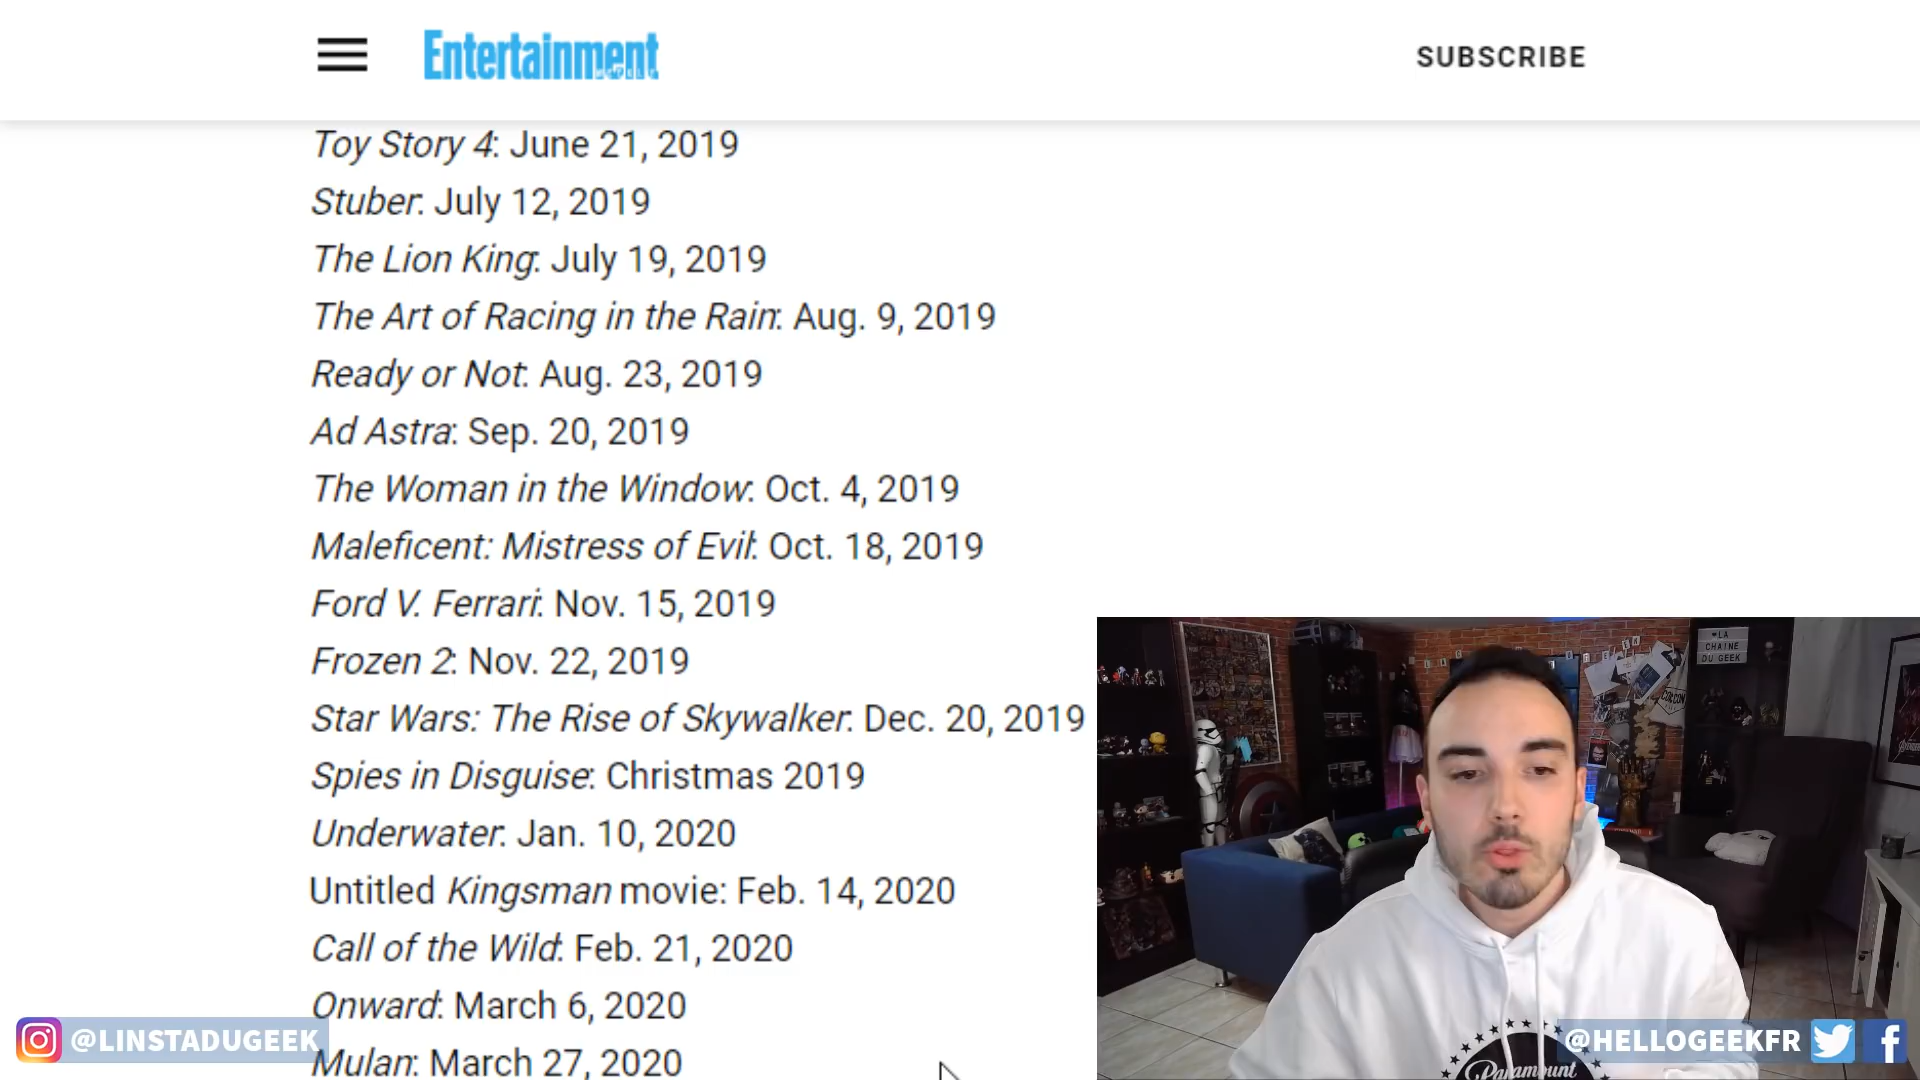 Entertainment
WEEKLY
SUBSCRIBE
Toy Story 4: June 21, 2019
Stuber: July 12, 2019
The Lion King: July 19, 2019
The Art of Racing in the Rain: Aug. 9, 2019
Ready or Not: Aug. 23, 2019
Ad Astra: Sep. 20, 2019
The Woman in the Window: Oct. 4, 2019
Maleficent: Mistress of Evil: Oct. 18, 2019
Ford V. Ferrari: Nov. 15, 2019
Frozen 2: Nov. 22, 2019
Star Wars: The Rise of Skywalker: Dec. 20, 2019
Spies in Disguise: Christmas 2019
Underwater: Jan. 10, 2020
Untitled Kingsman movie: Feb. 14, 2020
Call of the Wild: Feb. 21, 2020
Onward: March 6, 2020
Mulan: March 27, 2020
@LINSTADUGEEK
LA
CHAINE
DU GEEK
Paramount
@HELLOGEEKFR